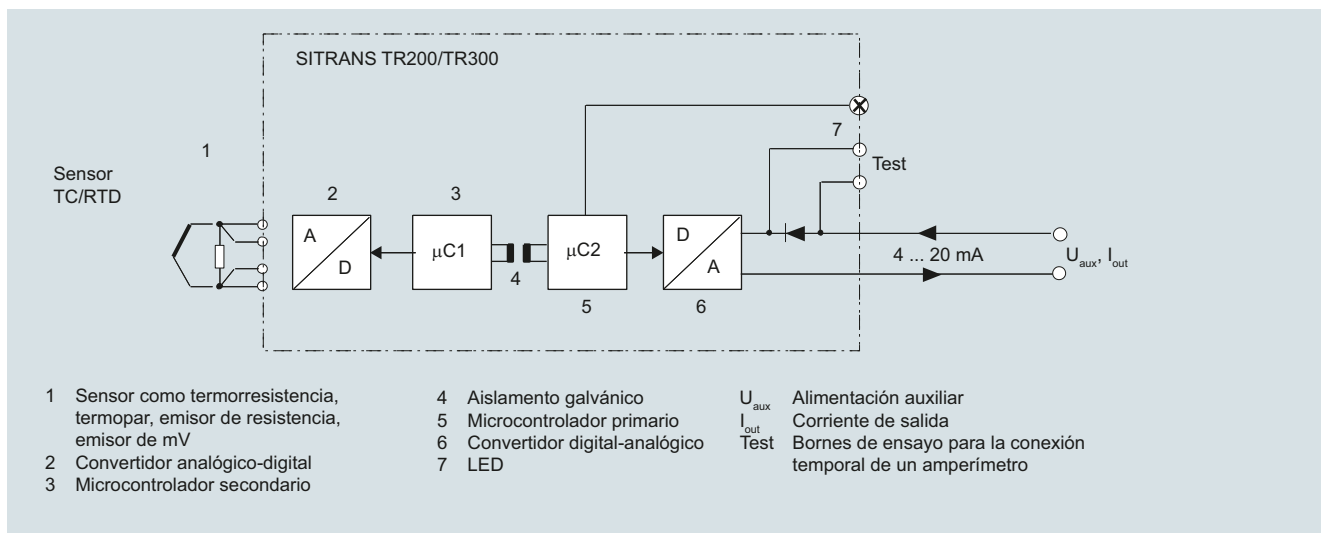 SITRANS TR200/TR300
1
Sensor
TC/RTD
2
3
4
5
6
7
Test
A
D
μC1
μC2
D
A
4 ... 20 mA
Uaux, Iout
1 Sensor como termorresistencia,
termopar, emisor de resistencia,
emisor de mV
2 Convertidor analógico-digital
3 Microcontrolador secondario
4 Aislamento galvánico
5 Microcontrolador primario
6 Convertidor digital-analógico
7 LED
Uaux Alimentación auxiliar
Iout Corriente de salida
Test Bornes de ensayo para la conexión
temporal de un amperímetro